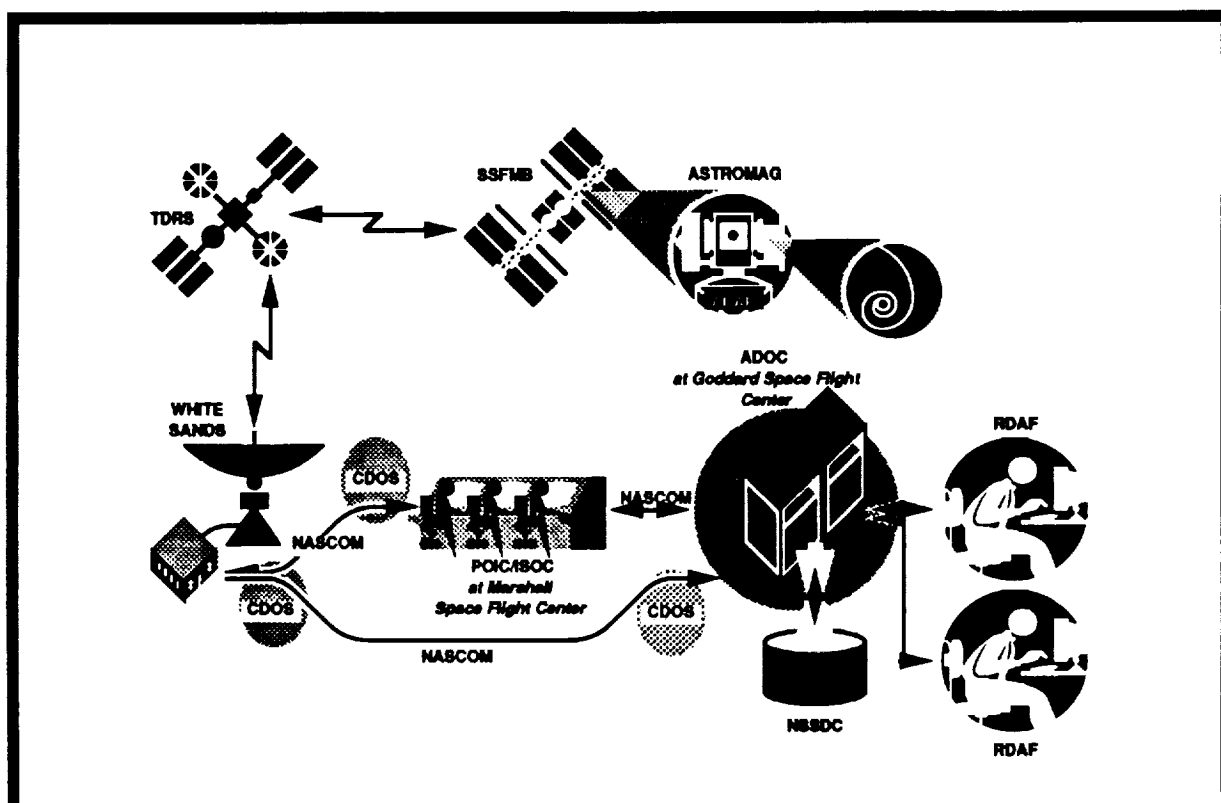 SSFMB
ASTROMAG
TDRS
ADOC
at Goddard Space Flight
Center
WHITE
SANDS
RDAF
CDOS
NASCOM
NASCOM
POIC/ISOC
at Marshall
Space Flight Center
CDOS
CDOS
NASCOM
NSSDC
RDAF